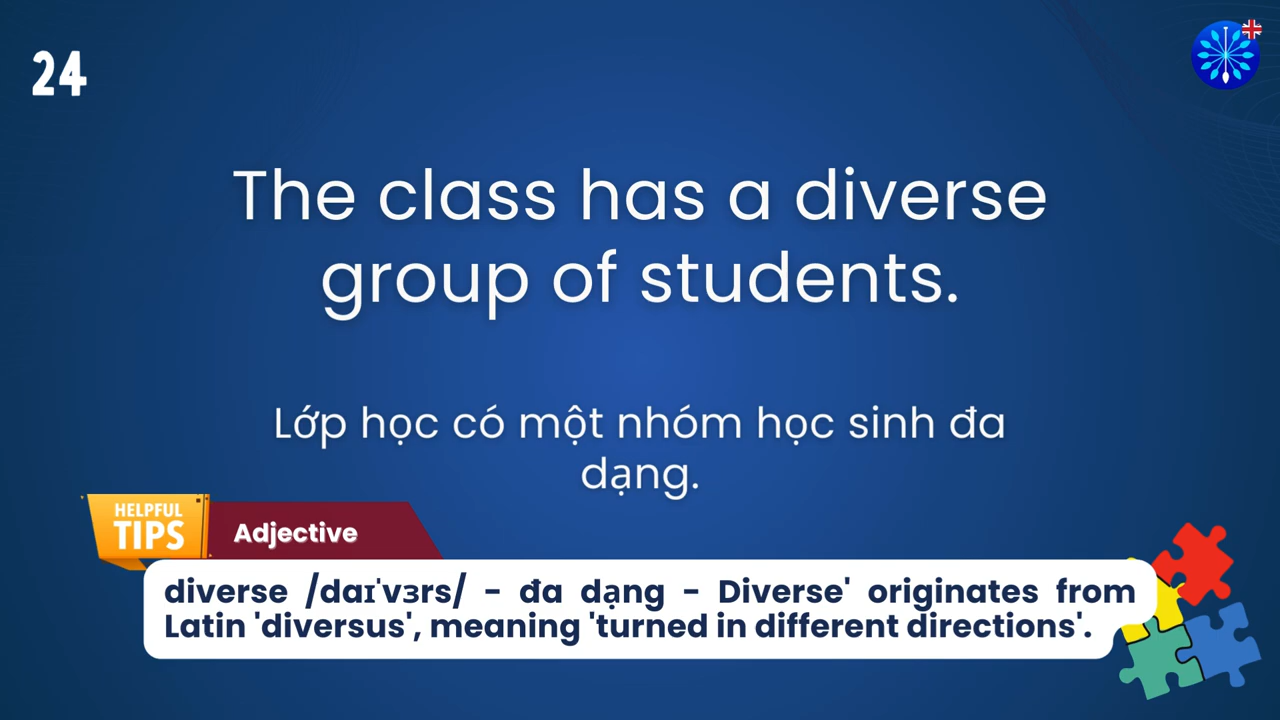 24
The class has a diverse
group of students.
Lớp học có một nhóm học sinh đa
dạng.
HELPFUL
TIPS
Adjective
diverse /daɪˈvɜrs/ - đa dạng - Diverse' originates from
Latin 'diversus', meaning 'turned in different directions'.